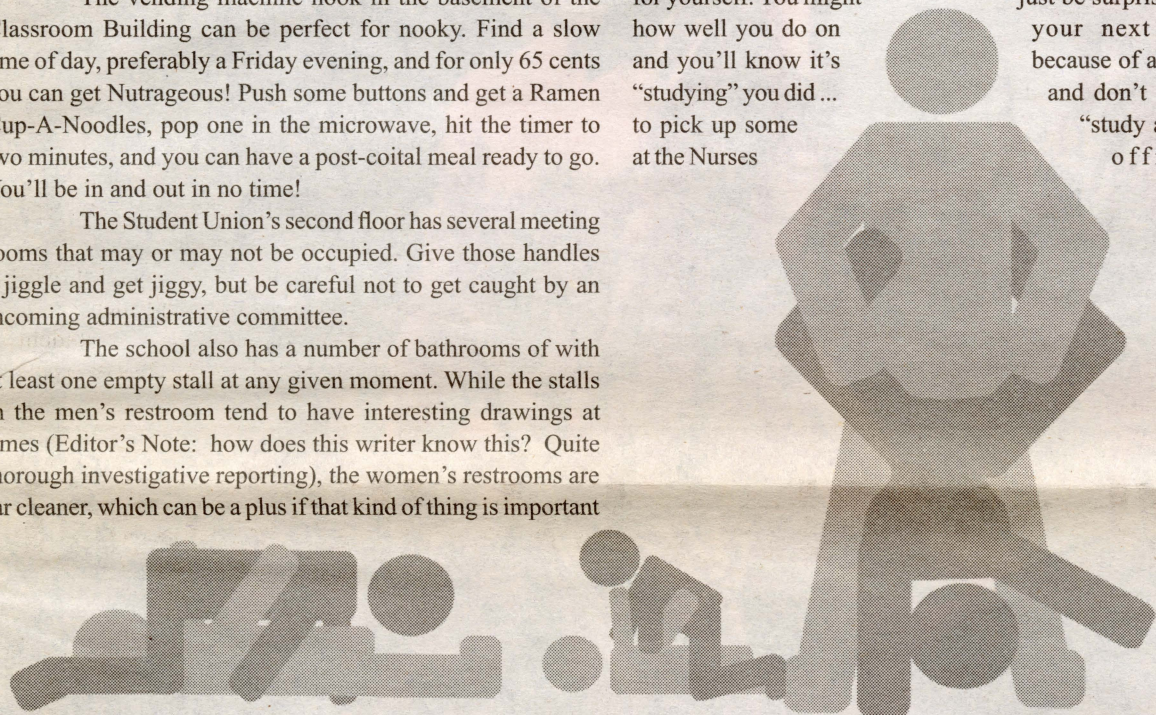 The vending machine nook in the basement of the
Classroom Building can be perfect for nooky. Find a slow
me of day, preferably a Friday evening, and for only 65 cents
ou can get Nutrageous! Push some buttons and get a Ramen
up-A-Noodles, pop one in the microwave, hit the timer to
wo minutes, and you can have a post-coital meal ready to go.
ou'll be in and out in no time!
The Student Union's second floor has several meeting
ooms that may or may not be occupied. Give those handles
jiggle and get jiggy, but be careful not to get caught by an
ncoming administrative committee.
The school also has a number of bathrooms of with
t least one empty stall at any given moment. While the stalls
n the men's restroom tend to have interesting drawings at
mes (Editor's Note: how does this writer know this? Quite
horough investigative reporting), the women's restrooms are
ar cleaner, which can be a plus if that kind of thing is important
for yourself. You might
how well you do on
and you'll know it's
"studying" you did ...
to pick up some
at the Nurses
just be surpris
your next
because of a
and don't
"study a
off